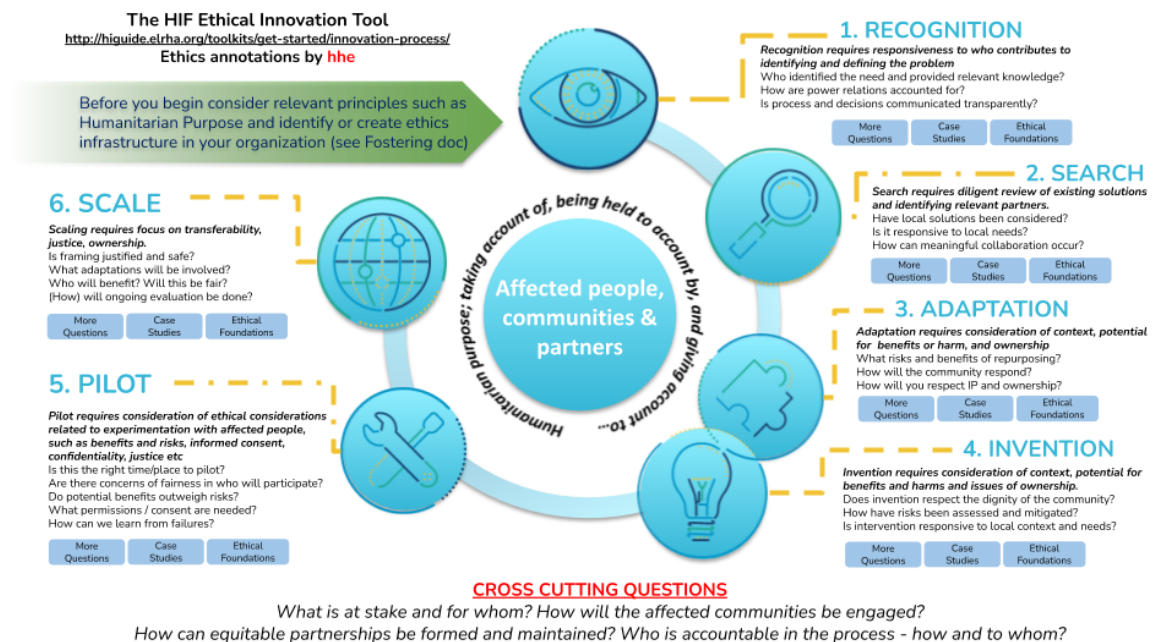 The HIF Ethical Innovation Tool
http://higuide.elrha.org/toolkits/get-started/innovation-process/
Ethics annotations by hhe
Before you begin consider relevant principles such as
Humanitarian Purpose and identify or create ethics
infrastructure in your organization (see Fostering doc)
1. RECOGNITION
Recognition requires responsiveness to who contributes to
identifying and defining the problem
Who identified the need and provided relevant knowledge?
How are power relations accounted for?
Is process and decisions communicated transparently?
More Questions
Case Studies
Ethical Foundations
2. SEARCH
Search requires diligent review of existing solutions
and identifying relevant partners.
Have local solutions been considered?
Is it responsive to local needs?
How can meaningful collaboration occur?
More Questions
Case Studies
Ethical Foundations
3. ADAPTATION
Adaptation requires consideration of context, potential
for benefits or harm, and ownership
What risks and benefits of repurposing?
How will the community respond?
How will you respect IP and ownership?
More Questions
Case Studies
Ethical Foundations
4. INVENTION
Invention requires consideration of context, potential for
benefits and harms and issues of ownership.
Does invention respect the dignity of the community?
How have risks been assessed and mitigated?
Is intervention responsive to local context and needs?
More Questions
Case Studies
Ethical Foundations
5. PILOT
Pilot requires consideration of ethical considerations
related to experimentation with affected people,
such as benefits and risks, informed consent,
confidentiality, justice etc
Is this the right time/place to pilot?
Are there concerns of fairness in who will participate?
Do potential benefits outweigh risks?
What permissions / consent are needed?
How can we learn from failures?
More Questions
Case Studies
Ethical Foundations
6. SCALE
Scaling requires focus on transferability,
justice, ownership.
Is framing justified and safe?
What adaptations will be involved?
Who will benefit? Will this be fair?
(How) will ongoing evaluation be done?
More Questions
Case Studies
Ethical Foundations
Humanitarian purpose; taking account of, being held to account by, and giving account to...
Affected people,
communities &
partners
CROSS CUTTING QUESTIONS
What is at stake and for whom? How will the affected communities be engaged?
How can equitable partnerships be formed and maintained? Who is accountable in the process - how and to whom?